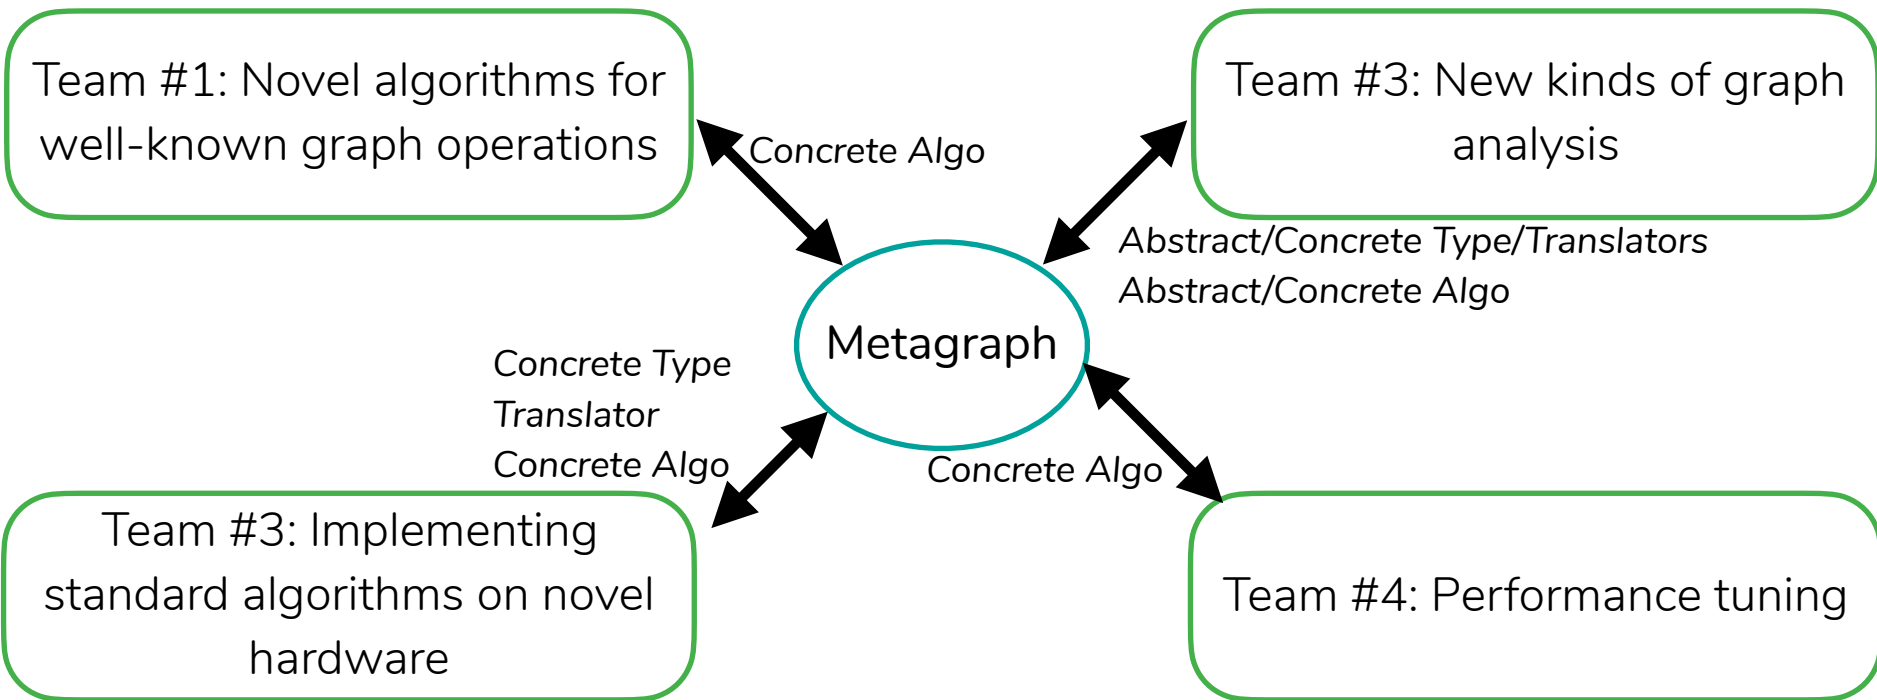 Team #1: Novel algorithms for
well-known graph operations
Team #3: New kinds of graph
analysis
Concrete Algo
Abstract/Concrete Type/Translators
Abstract/Concrete Algo
Metagraph
Concrete Type
Translator
Concrete Algo
Concrete Algo
Team #3: Implementing
standard algorithms on novel
hardware
Team #4: Performance tuning